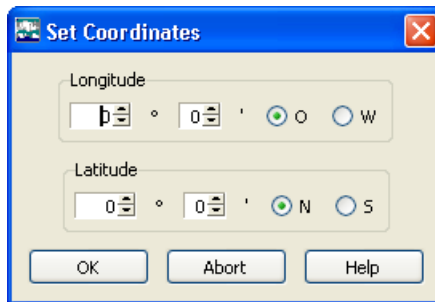 Set Coordinates
Longitude
0 ° 0 ' O W
Latitude
0 ° 0 ' N S
OK Abort Help